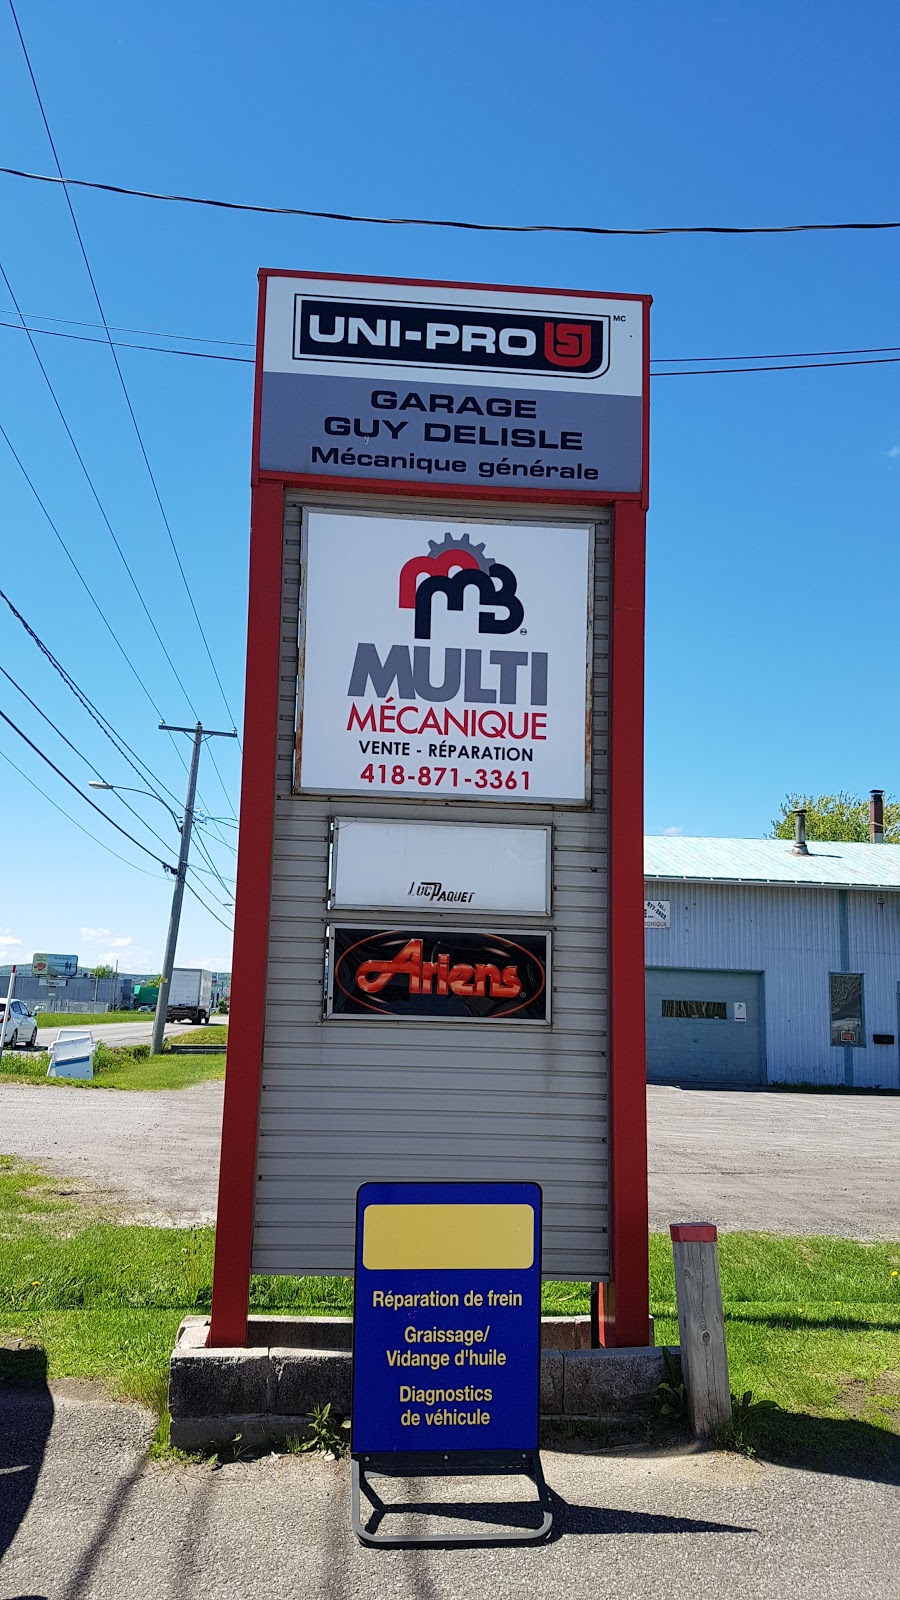 UNI-PRO
MC
GARAGE
GUY DELISLE
Mécanique générale
MMB
MULTI
MÉCANIQUE
VENTE - RÉPARATION
418-871-3361
LUC PAQUET
Ariens
Réparation de frein
Graissage/
Vidange d'huile
Diagnostics
de véhicule